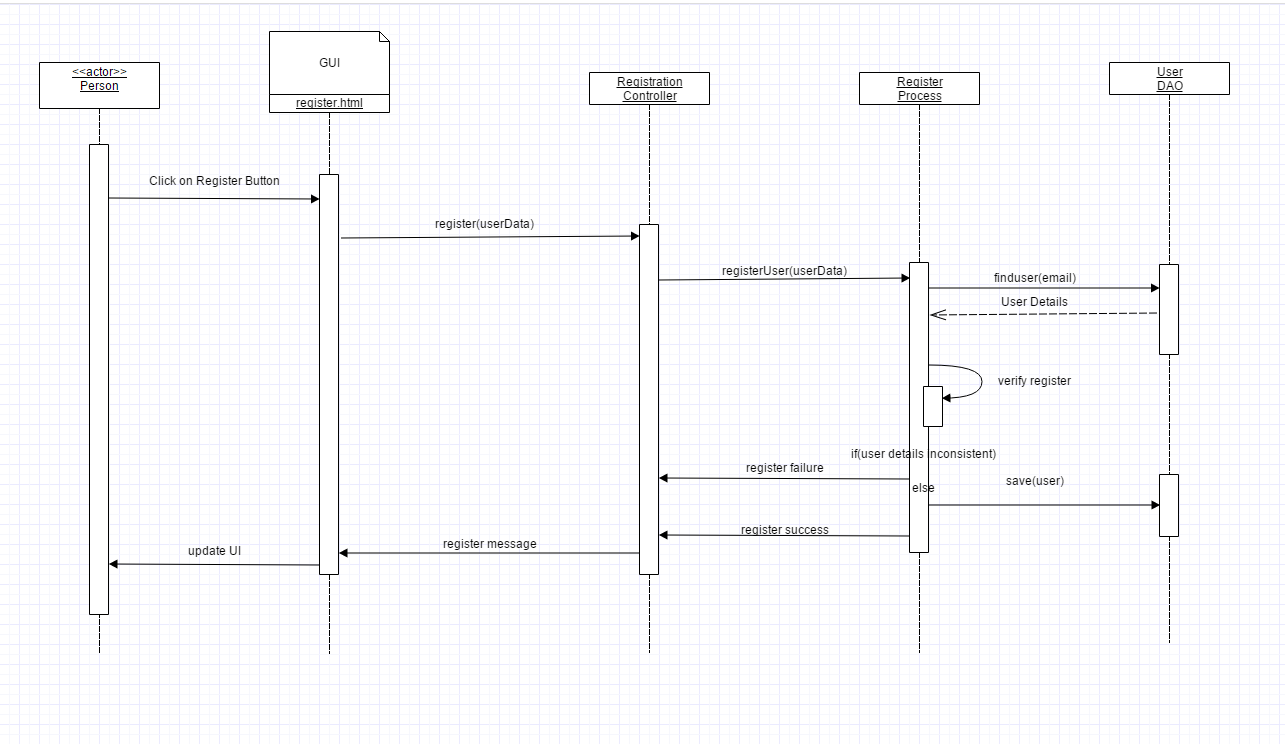 <<actor>>
Person
GUI
register.html
Registration
Controller
Register
Process
User
DAO
Click on Register Button
register(userData)
registerUser(userData)
finduser(email)
User Details
verify register
if(user details inconsistent)
register failure
else
save(user)
register success
register message
update UI